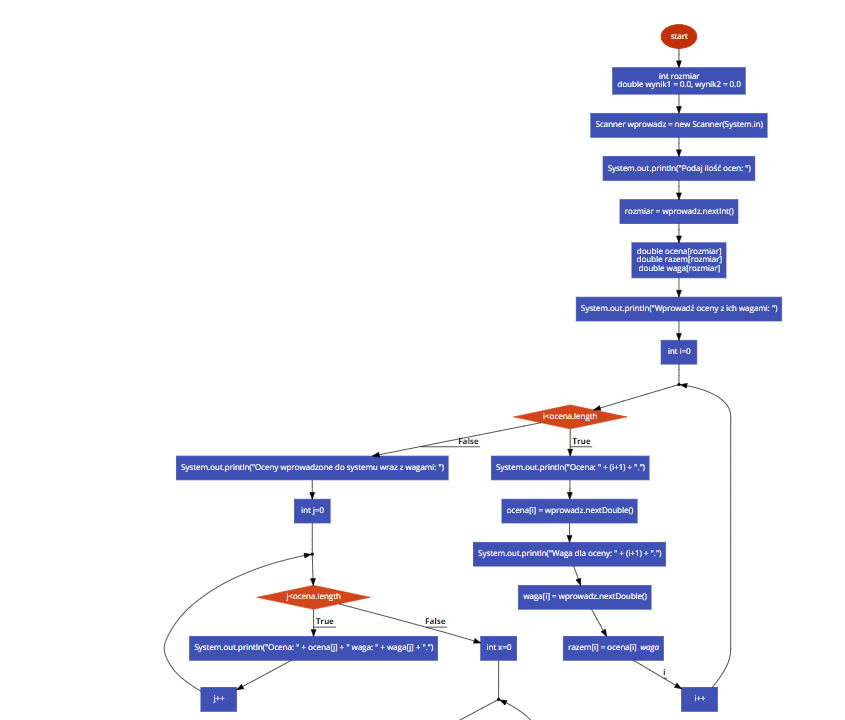 start
int rozmiar
double wynik1 = 0.0, wynik2 = 0.0
Scanner wprowadz = new Scanner(System.in)
System.out.println("Podaj ilość ocen: ")
rozmiar = wprowadz.nextInt()
double ocena[rozmiar]
double razem[rozmiar]
double waga[rozmiar]
System.out.println("Wprowadź oceny z ich wagami: ")
int i=0
i<ocena.length
False
True
System.out.println("Oceny wprowadzone do systemu wraz z wagami: ")
System.out.println("Ocena: " + (i+1) + ".")
int j=0
ocena[i] = wprowadz.nextDouble()
System.out.println("Waga dla oceny: " + (i+1) + ".")
j<ocena.length
waga[i] = wprowadz.nextDouble()
True
False
System.out.println("Ocena: " + ocena[j] + " waga: " + waga[j] + ".")
int x=0
razem[i] = ocena[i] waga
i
j++
i++